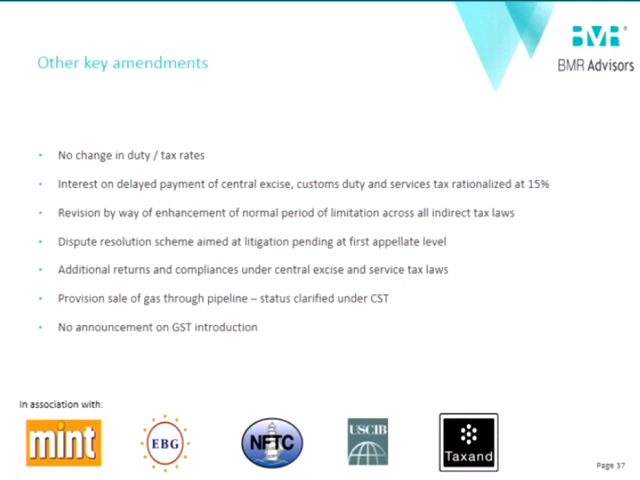 BMR®
BMR Advisors
Other key amendments
• No change in duty / tax rates
• Interest on delayed payment of central excise, customs duty and services tax rationalized at 15%
• Revision by way of enhancement of normal period of limitation across all indirect tax laws
• Dispute resolution scheme aimed at litigation pending at first appellate level
• Additional returns and compliances under central excise and service tax laws
• Provision sale of gas through pipeline – status clarified under CST
• No announcement on GST introduction
In association with:
mint
EBG
NFTC
USCIB
Taxand
Page 37